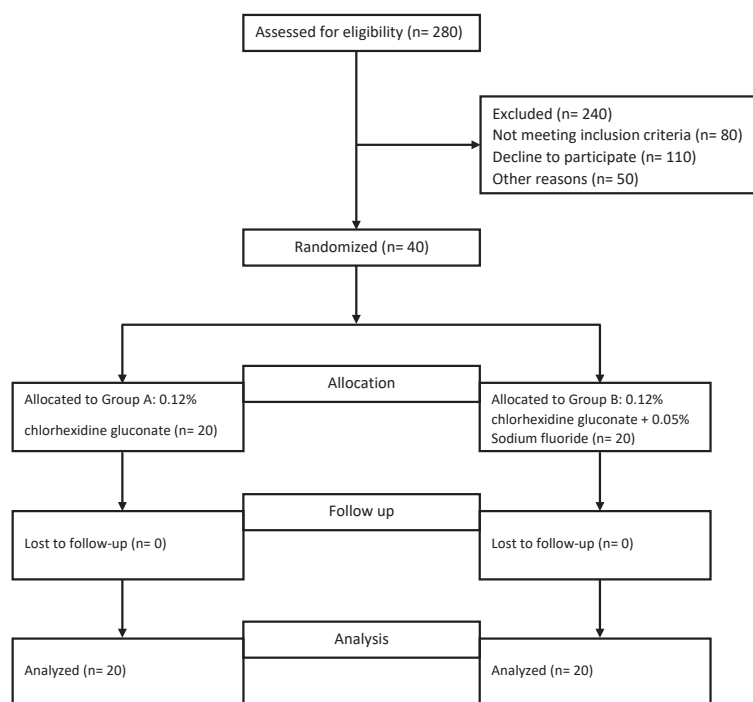 Assessed for eligibility (n= 280)
Excluded (n= 240)
Not meeting inclusion criteria (n= 80)
Decline to participate (n= 110)
Other reasons (n= 50)
Randomized (n= 40)
Allocation
Allocated to Group A: 0.12%
chlorhexidine gluconate (n= 20)
Allocated to Group B: 0.12%
chlorhexidine gluconate + 0.05%
Sodium fluoride (n= 20)
Follow up
Lost to follow-up (n= 0)
Lost to follow-up (n= 0)
Analysis
Analyzed (n= 20)
Analyzed (n= 20)